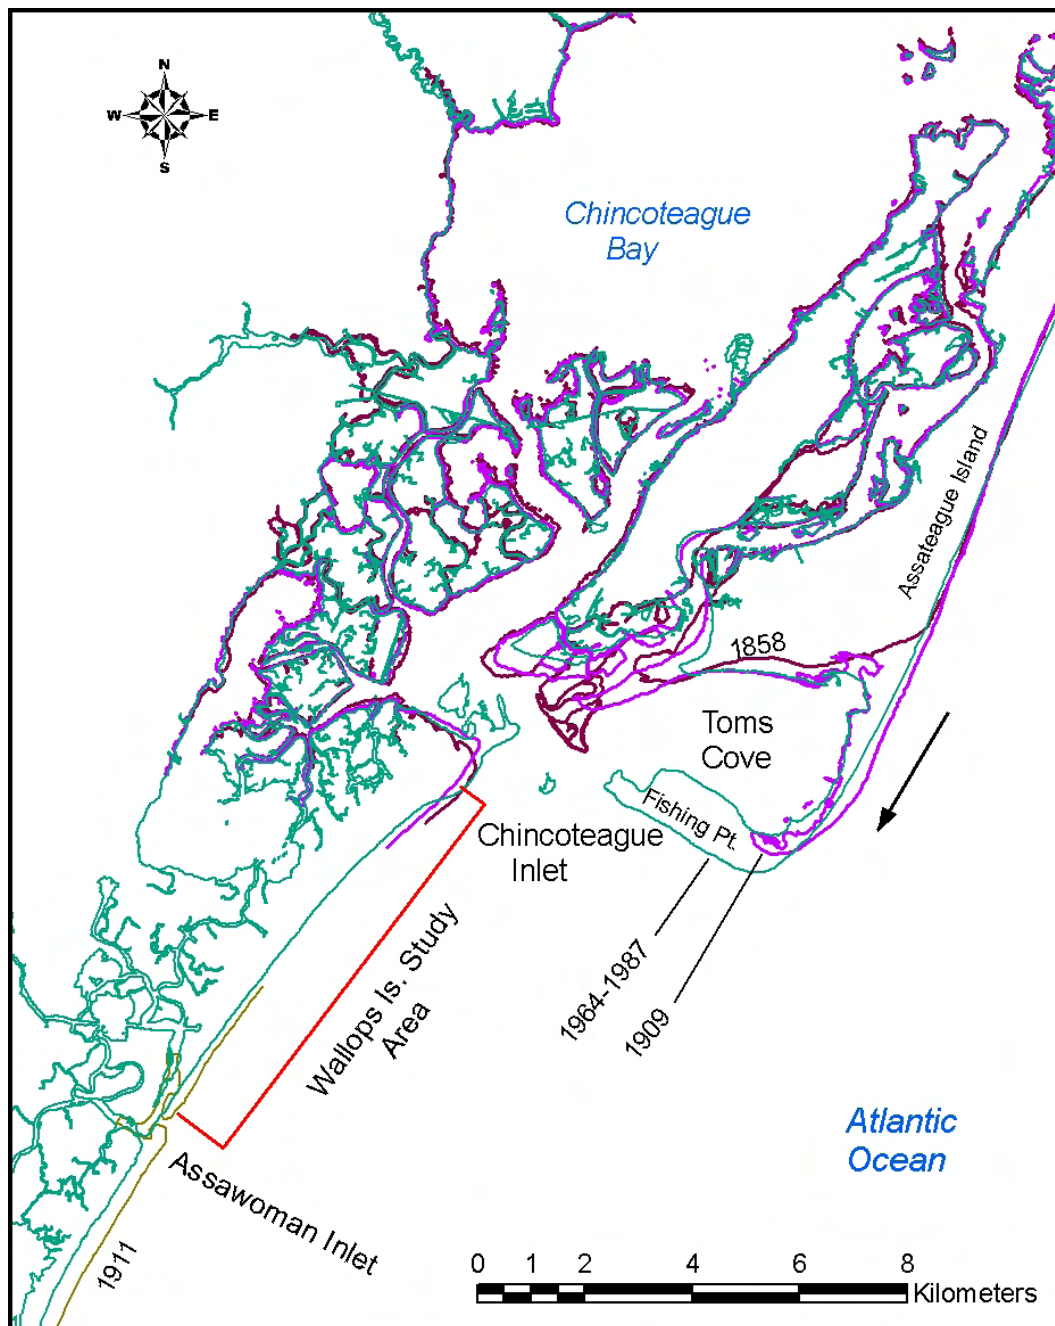 N
W E
S
Chincoteague
Bay
Assateague Island
1858
Toms
Cove
Fishing Pt.
Chincoteague
Inlet
1964-1987
1909
Wallops Is. Study
Area
Atlantic
Ocean
Assawoman Inlet
1911
0 1 2 4 6 8
Kilometers